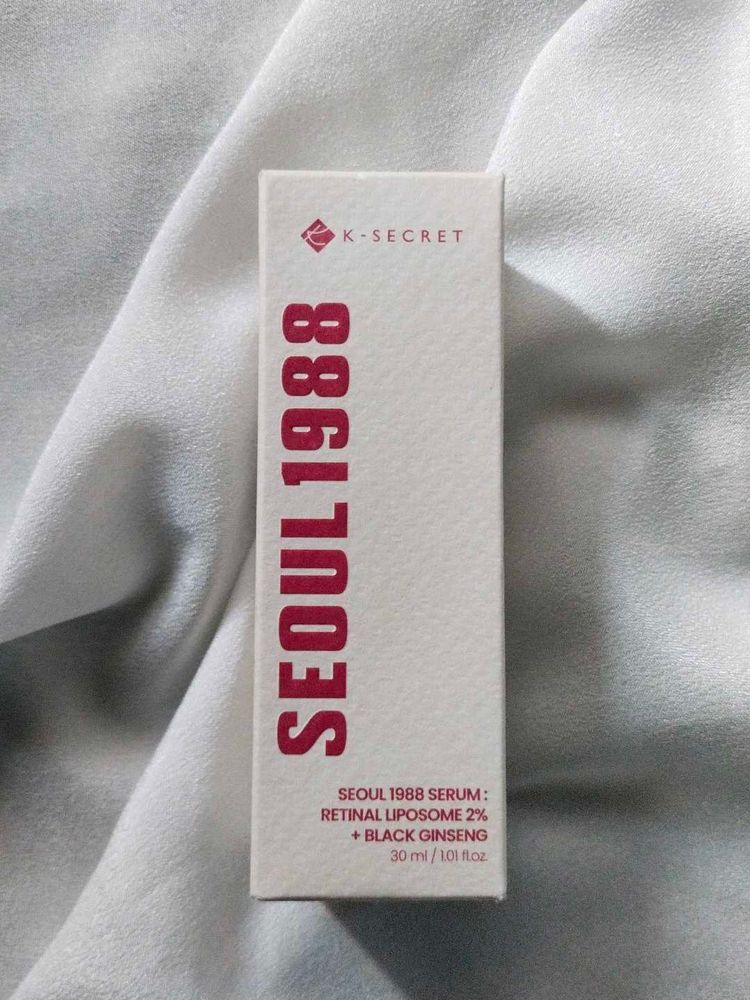 K-SECRET
SEOUL1988
SEOUL 1988 SERUM :
RETINAL LIPOSOME 2%
+ BLACK GINSENG
30 ml / 1.01 fl.oz.